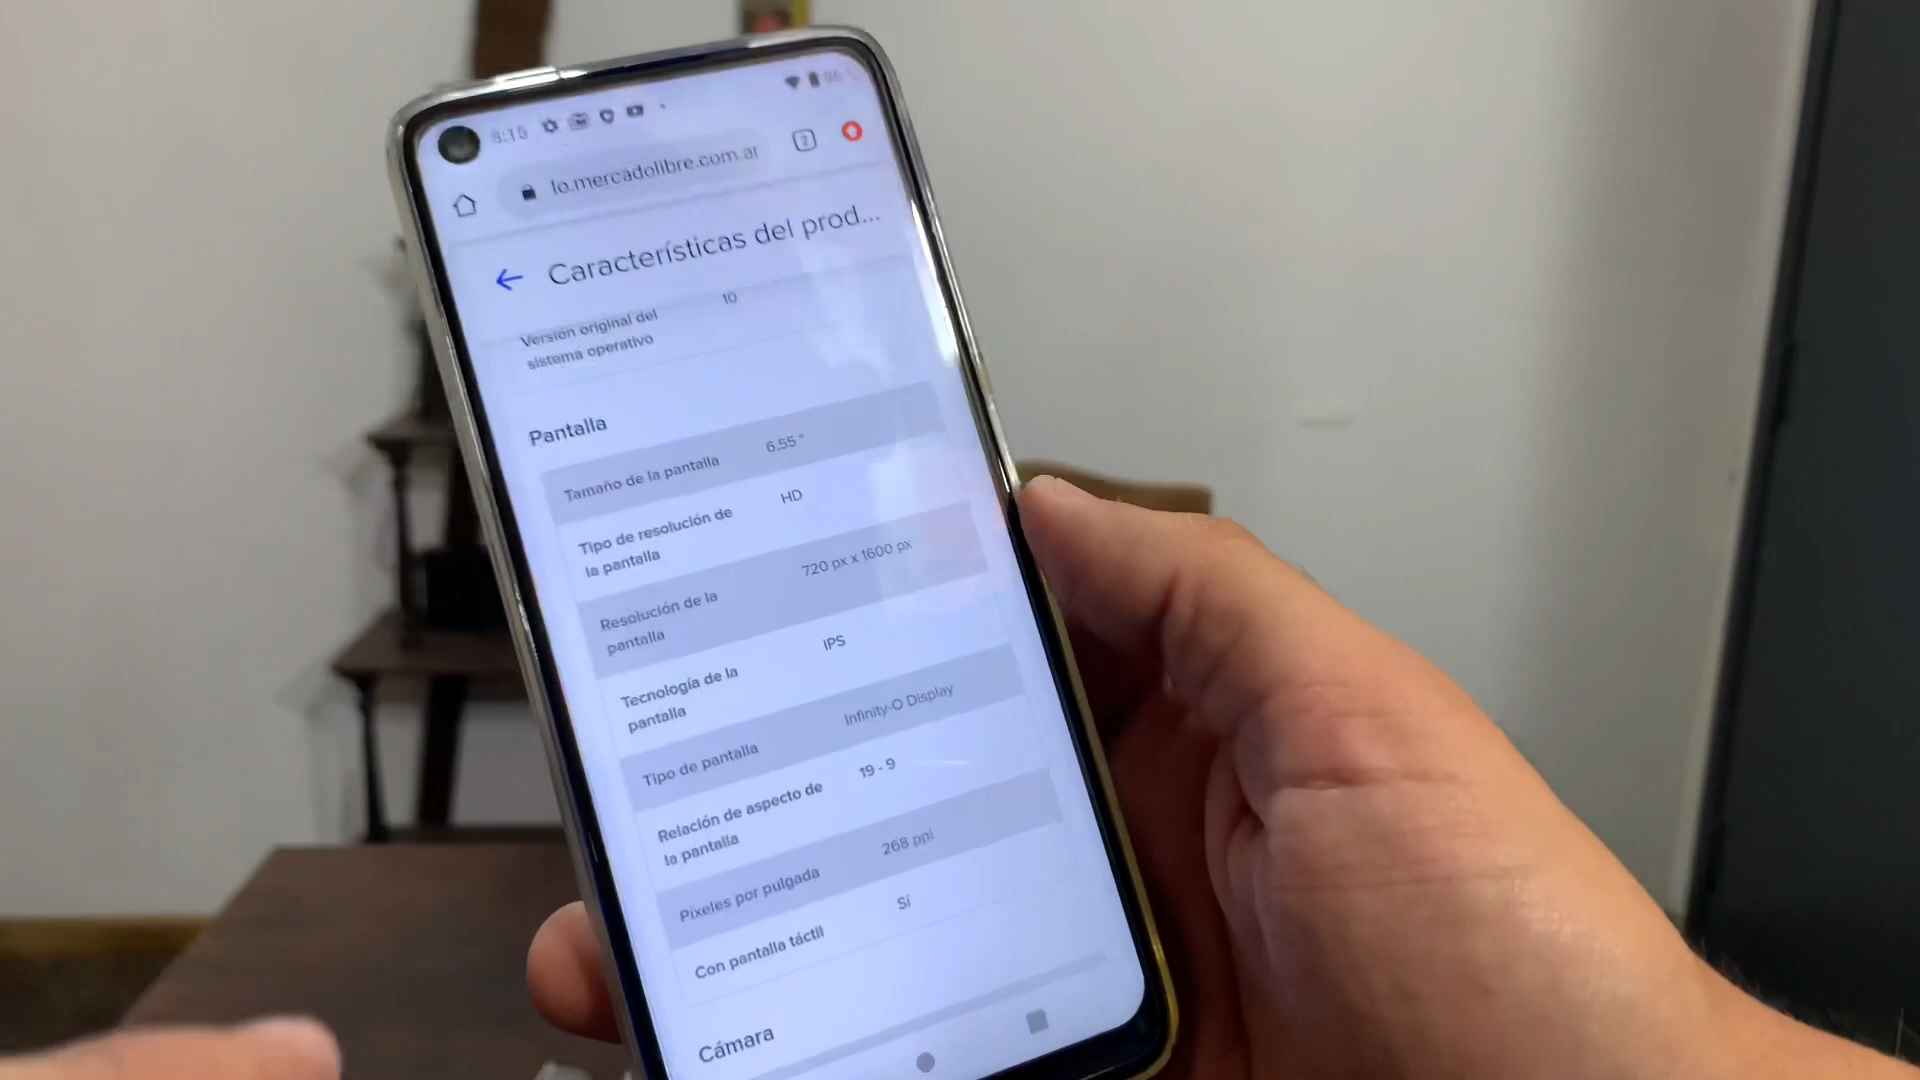 8:15
96
lo.mercadolibre.com.ar
2
Características del prod...
Versión original del
sistema operativo
10
Pantalla
Tamaño de la pantalla
6.55 "
Tipo de resolución de
la pantalla
HD
Resolución de la
pantalla
720 px x 1600 px
Tecnología de la
pantalla
IPS
Tipo de pantalla
Infinity-O Display
Relación de aspecto de
la pantalla
19 - 9
Píxeles por pulgada
268 ppi
Con pantalla táctil
Sí
Cámara